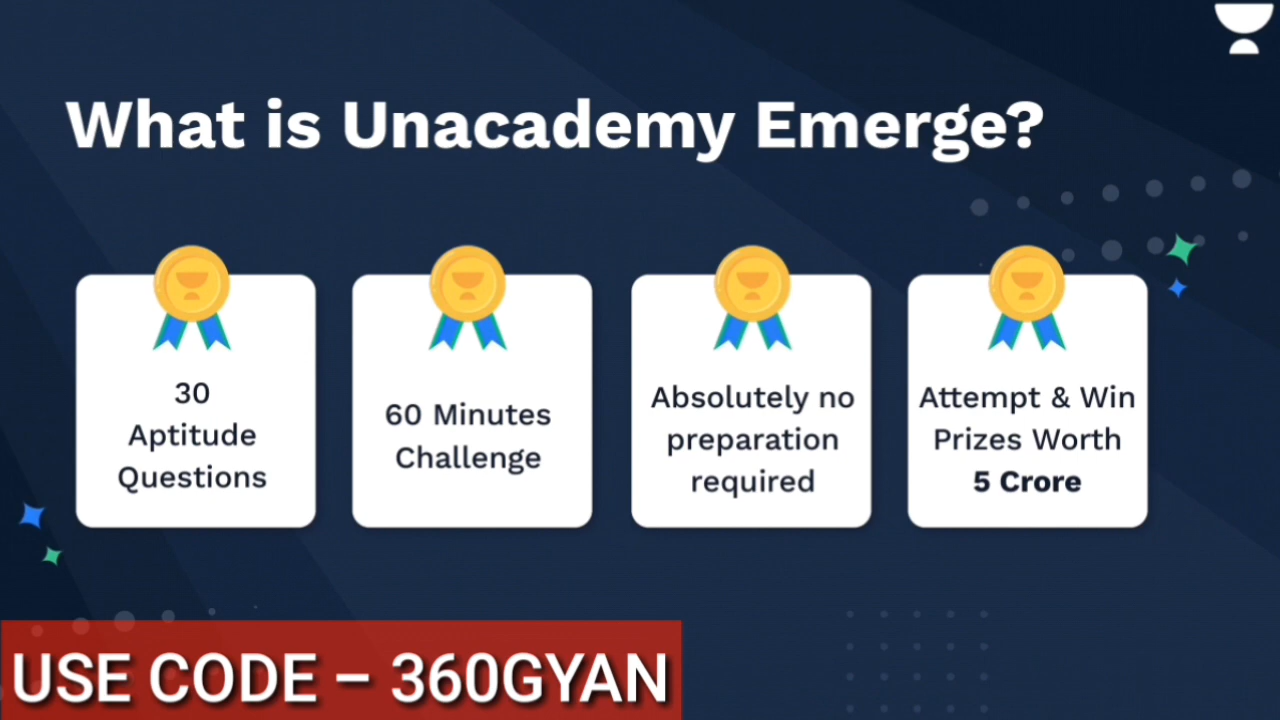 What is Unacademy Emerge?
30
Aptitude
Questions
60 Minutes
Challenge
Absolutely no
preparation
required
Attempt & Win
Prizes Worth
5 Crore
USE CODE – 360GYAN